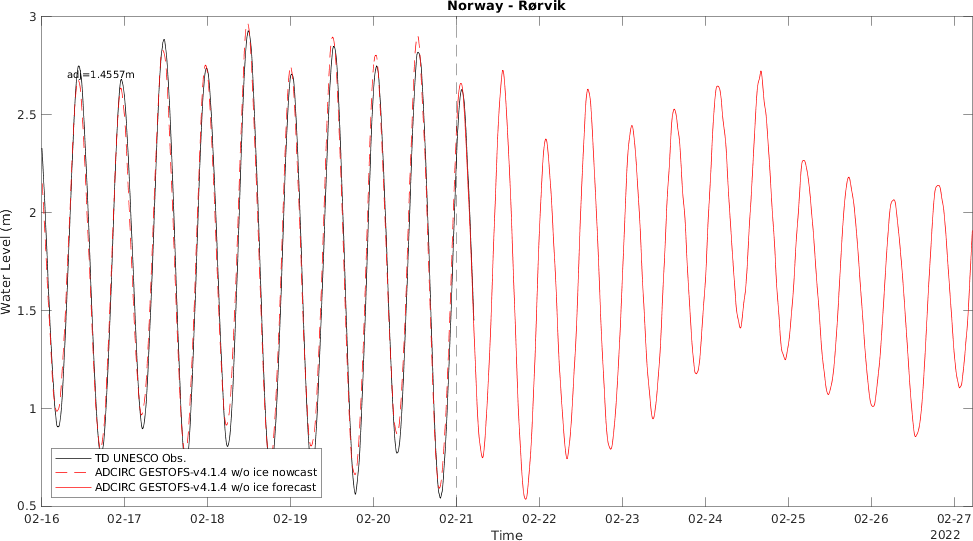 Norway - Rørvik
adj=1.4557m
Water Level (m)
3
2.5
2
1.5
1
0.5
TD UNESCO Obs.
ADCIRC GESTOFS-v4.1.4 w/o ice nowcast
ADCIRC GESTOFS-v4.1.4 w/o ice forecast
02-16 02-17 02-18 02-19 02-20 02-21 02-22 02-23 02-24 02-25 02-26 02-27
Time
2022